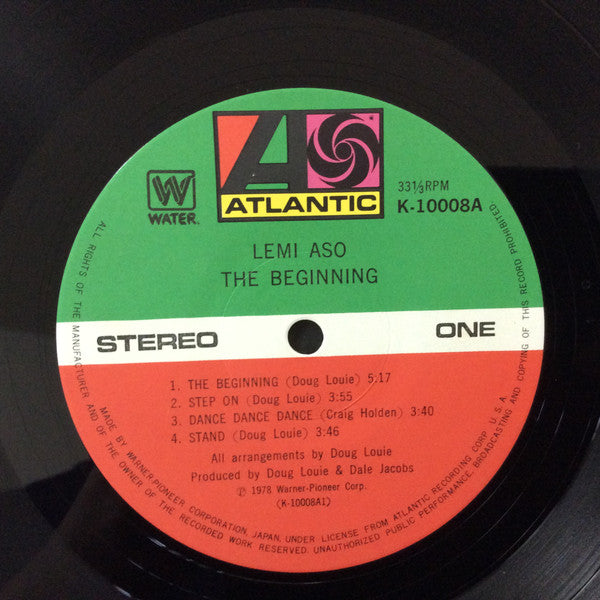 ATLANTIC
W
WATER.
33⅓RPM
K-10008A
LEMI ASO
THE BEGINNING
STEREO
ONE
1. THE BEGINNING (Doug Louie) 5:17
2. STEP ON (Doug Louie) 3:55
3. DANCE DANCE DANCE (Craig Holden) 3:40
4. STAND (Doug Louie) 3:46
All arrangements by Doug Louie
Produced by Doug Louie & Dale Jacobs
℗ 1978 Warner-Pioneer Corp.
(K-10008A1)
MADE BY WARNER-PIONEER CORPORATION, JAPAN, UNDER LICENSE FROM ATLANTIC RECORDING CORP. U.S.A.
ALL RIGHTS OF THE MANUFACTURER AND OF THE OWNER OF THE RECORDED WORK RESERVED. UNAUTHORIZED PUBLIC PERFORMANCE, BROADCASTING AND COPYING OF THIS RECORD PROHIBITED.